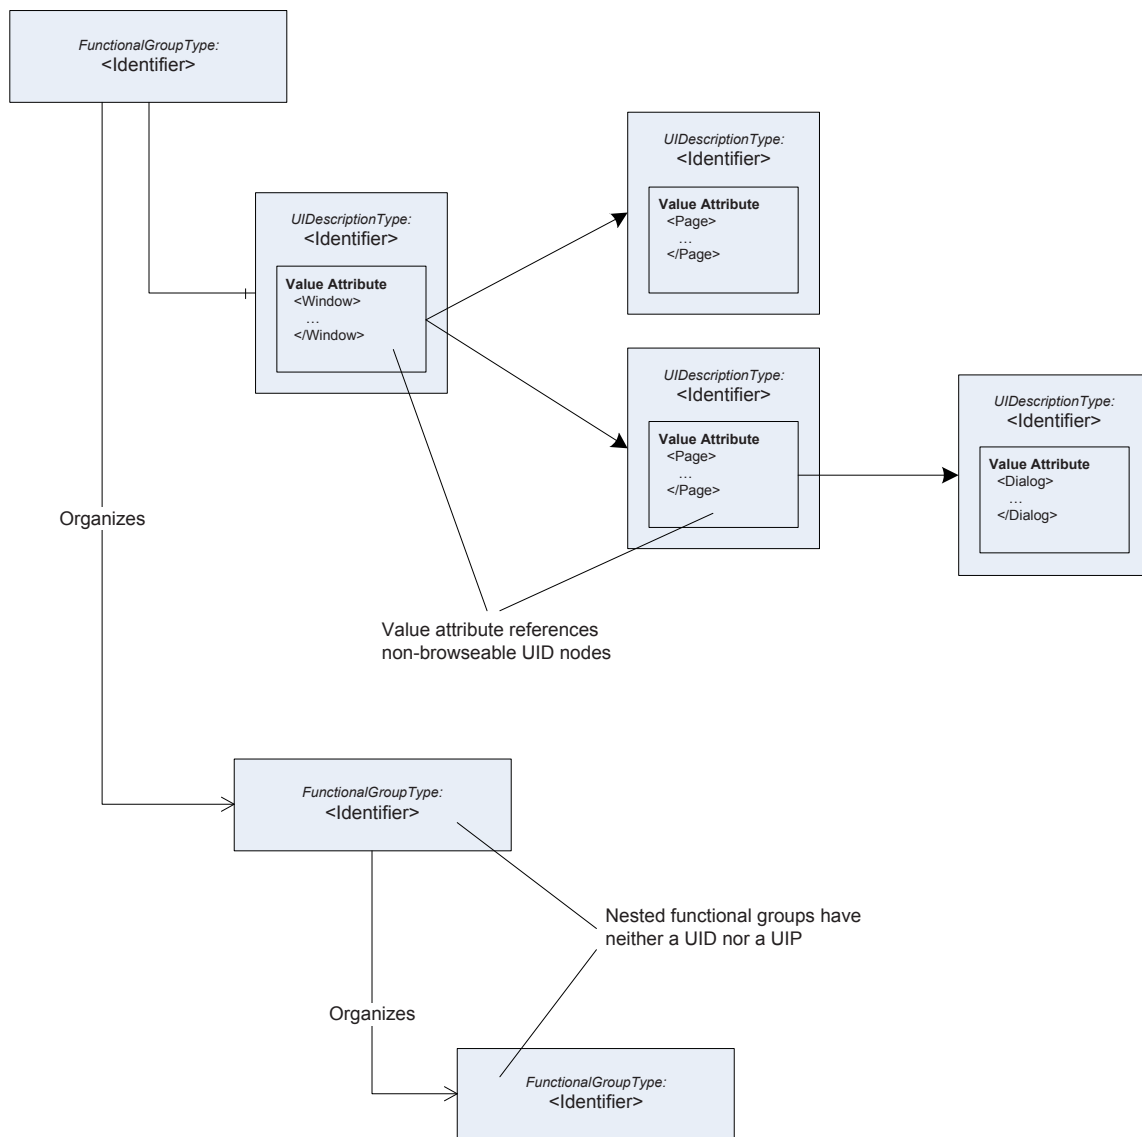 FunctionalGroupType:
<Identifier>
UIDescriptionType:
<Identifier>
Value Attribute
<Page>
...
</Page>
UIDescriptionType:
<Identifier>
Value Attribute
<Window>
...
</Window>
UIDescriptionType:
<Identifier>
Value Attribute
<Page>
...
</Page>
UIDescriptionType:
<Identifier>
Value Attribute
<Dialog>
...
</Dialog>
Organizes
Value attribute references
non-browseable UID nodes
FunctionalGroupType:
<Identifier>
Nested functional groups have
neither a UID nor a UIP
Organizes
FunctionalGroupType:
<Identifier>